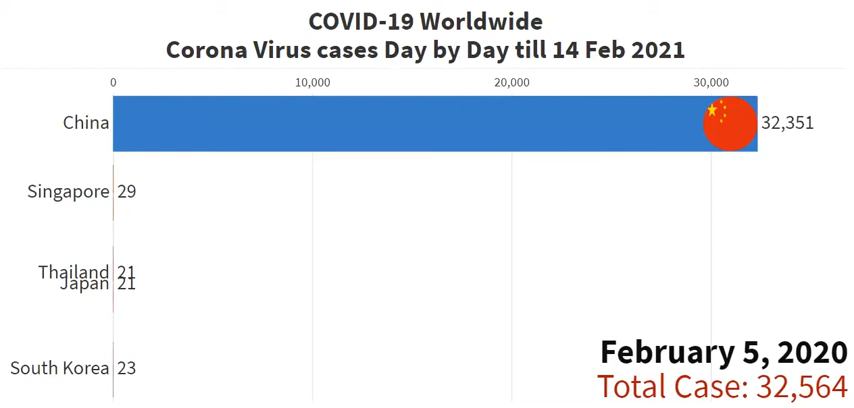 COVID-19 Worldwide
Corona Virus cases Day by Day till 14 Feb 2021
0 10,000 20,000 30,000
China 32,351
Singapore 29
Thailand 21
Japan 21
South Korea 23
February 5, 2020
Total Case: 32,564